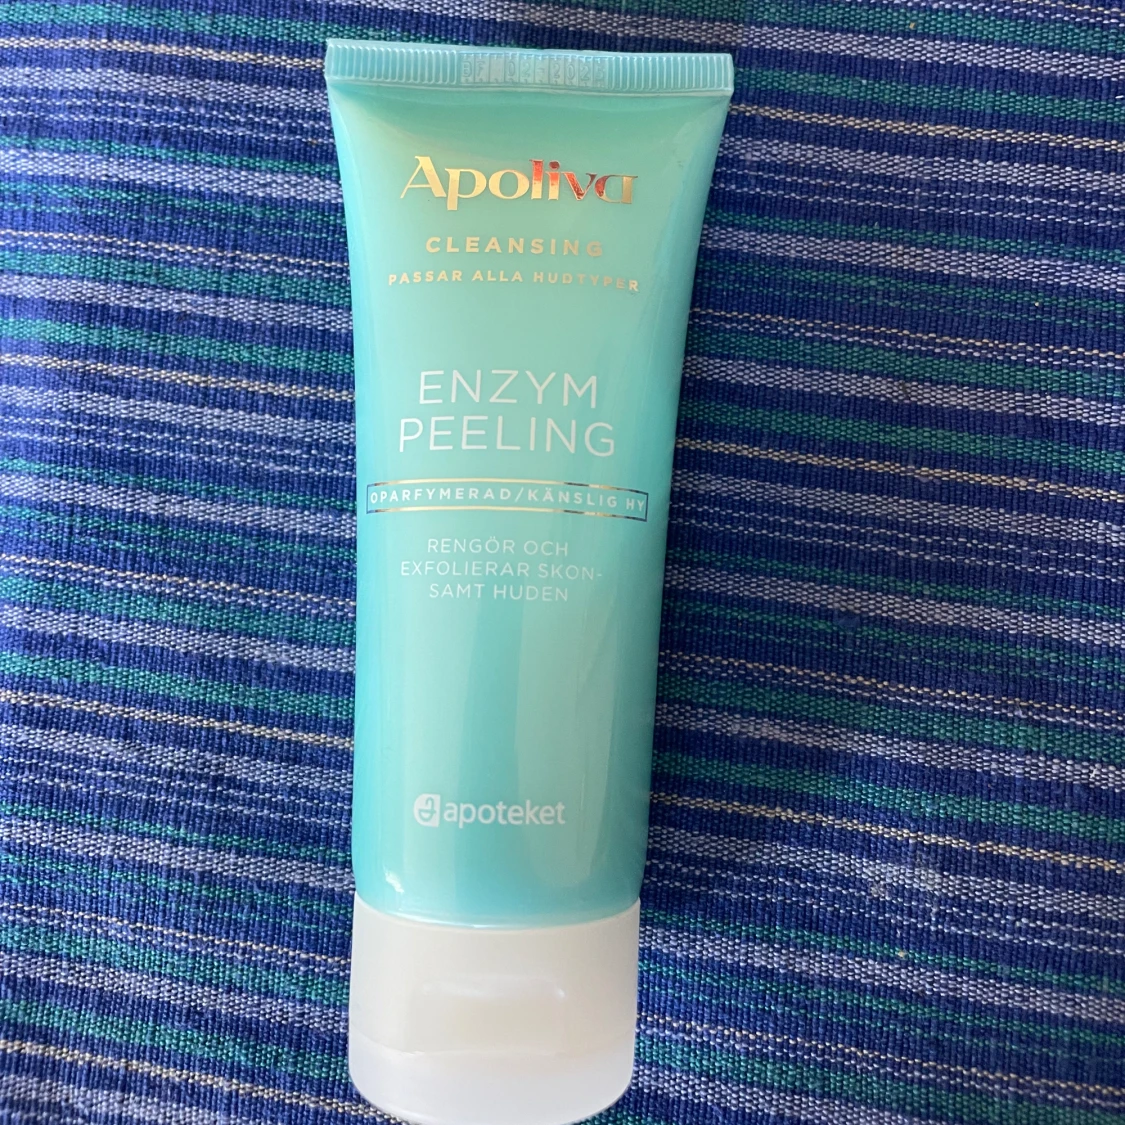 Apoliva
CLEANSING
PASSAR ALLA HUDTYPER
ENZYM
PEELING
OPARFYMERAD/KÄNSLIG HY
RENGÖR OCH
EXFOLIERAR SKON-
SAMT HUDEN
apoteket